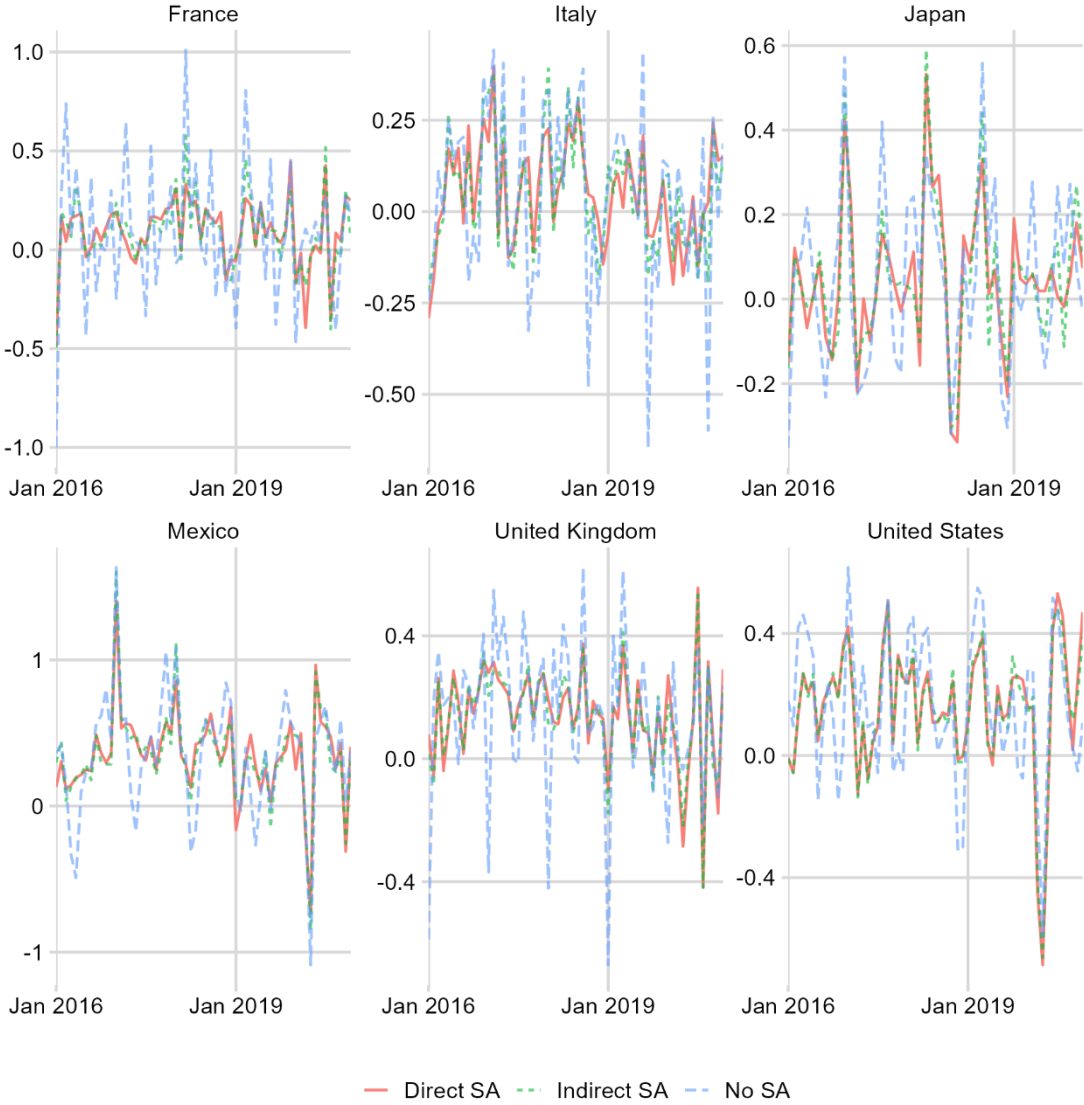 France
Italy
Japan
1.0
0.5
0.0
-0.5
-1.0
0.25
0.00
-0.25
-0.50
0.6
0.4
0.2
0.0
-0.2
Jan 2016 Jan 2019
Jan 2016 Jan 2019
Jan 2016 Jan 2019
Mexico
United Kingdom
United States
1
0
-1
0.4
0.0
-0.4
0.4
0.0
-0.4
Jan 2016 Jan 2019
Jan 2016 Jan 2019
Jan 2016 Jan 2019
Direct SA Indirect SA No SA